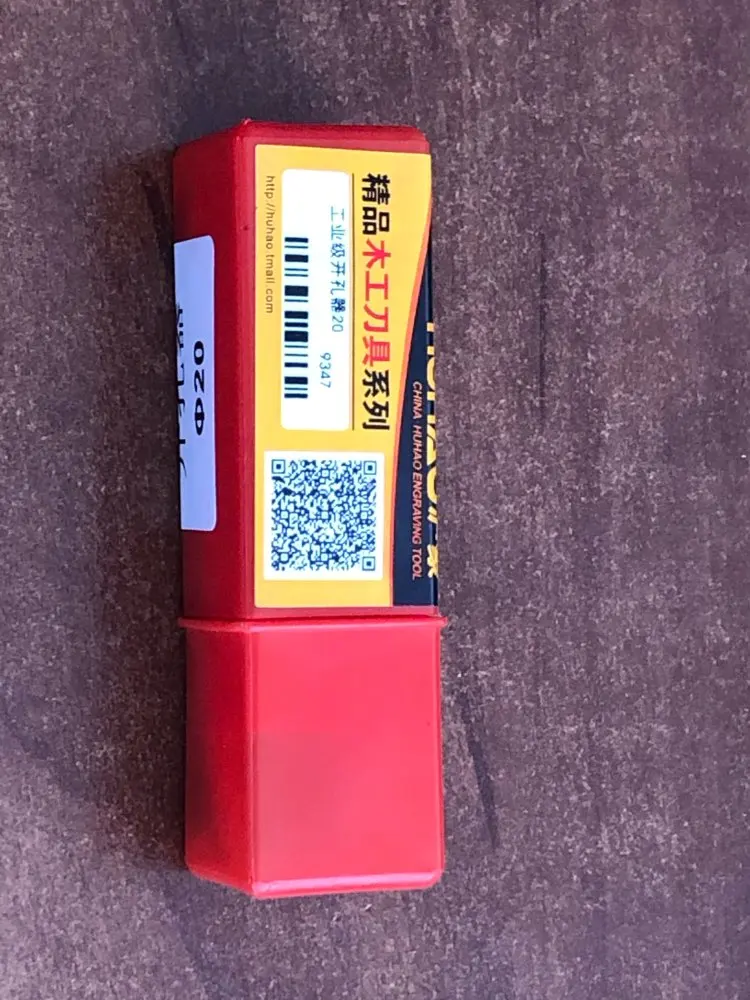 精品木工刀具系列
工业级开孔器20
9347
http://huhao.tmall.com
CHINA HUHAO ENGRAVING TOOL
Φ20